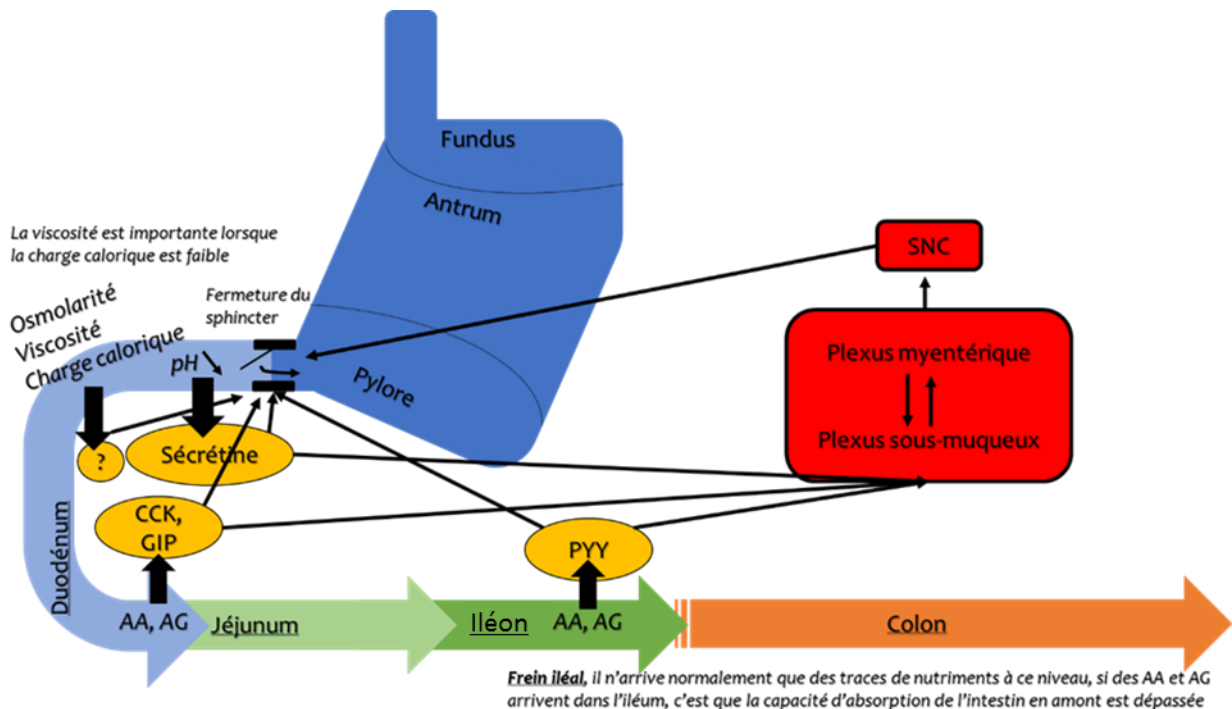 Fundus
Antrum
La viscosité est importante lorsque
la charge calorique est faible
SNC
Osmolarité
Viscosité
Charge calorique
Fermeture du
sphincter
pH
Pylore
Plexus myentérique
Plexus sous-muqueux
?
Sécrétine
CCK,
GIP
PYY
Duodénum
AA, AG
Jéjunum
Iléon
AA, AG
Colon
Frein iléal, il n’arrive normalement que des traces de nutriments à ce niveau, si des AA et AG
arrivent dans l’iléum, c’est que la capacité d’absorption de l’intestin en amont est dépassée